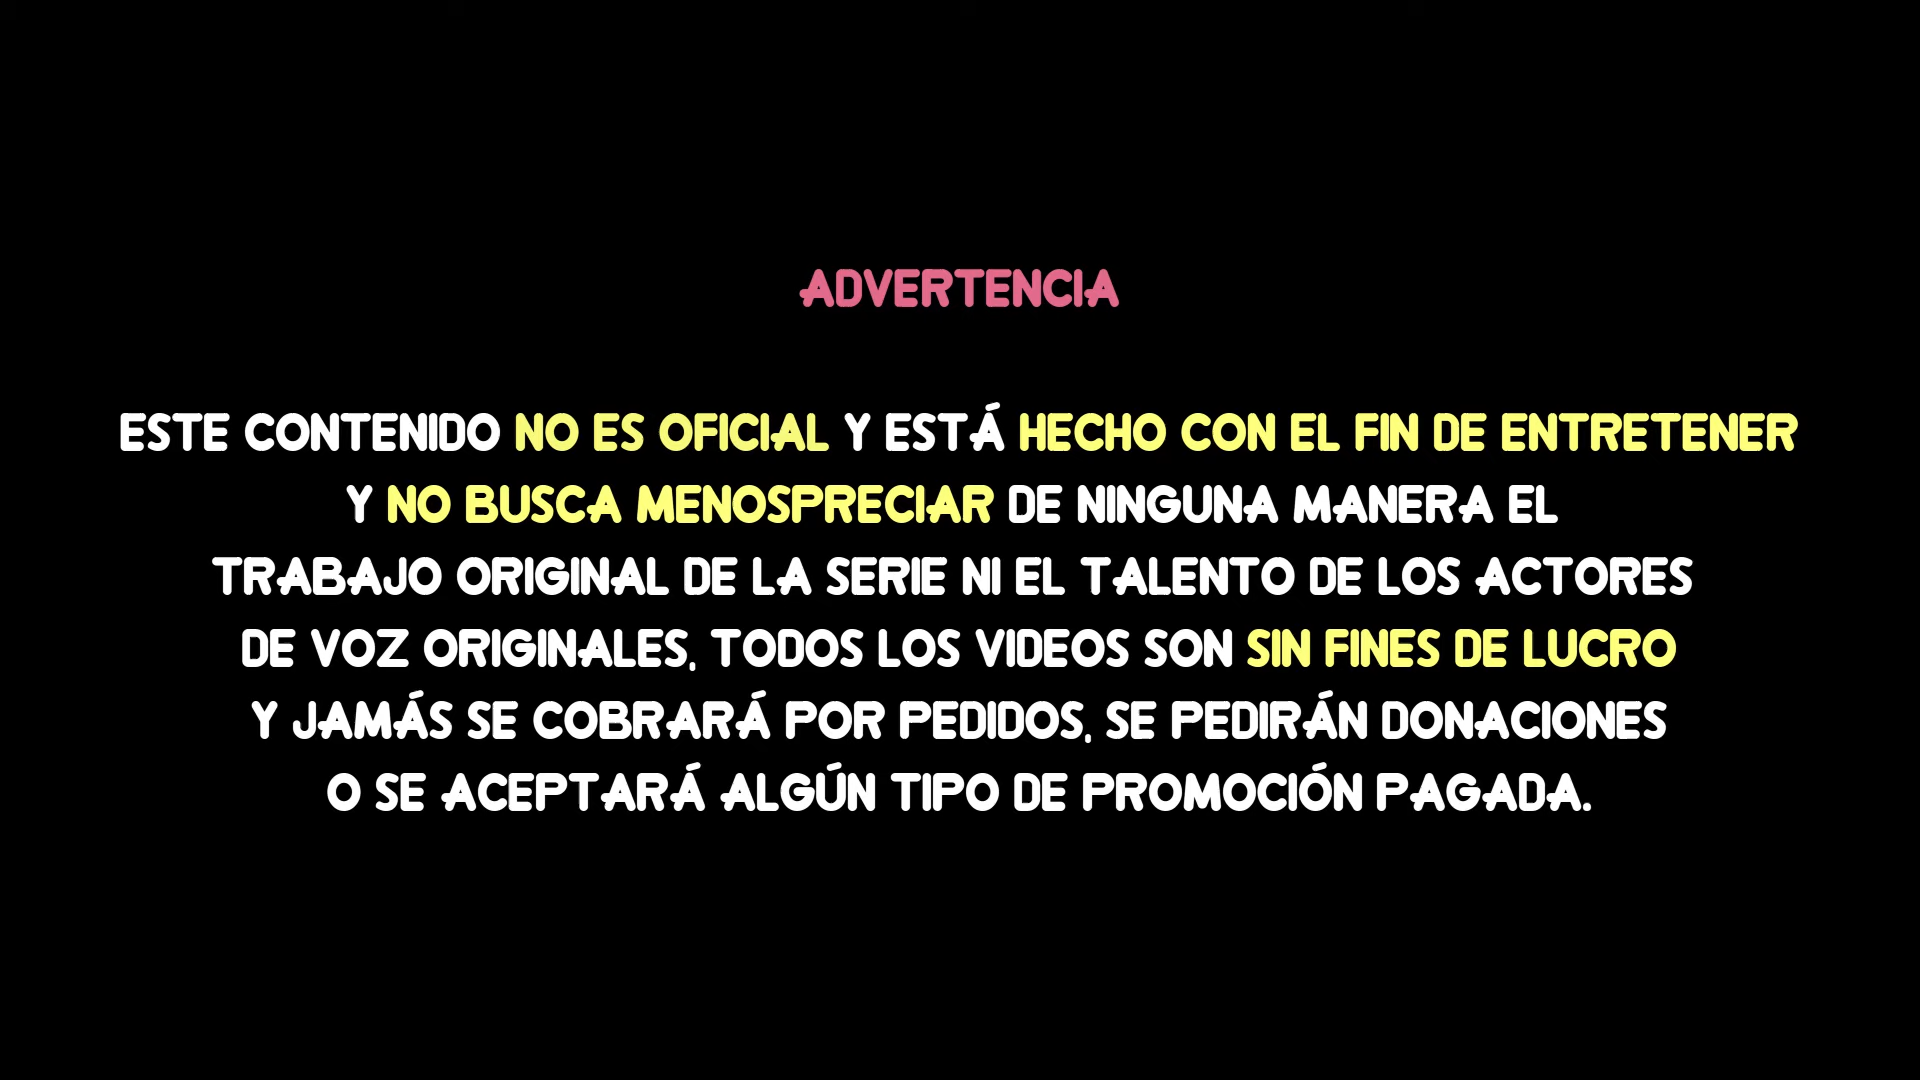 ADVERTENCIA
ESTE CONTENIDO NO ES OFICIAL Y ESTÁ HECHO CON EL FIN DE ENTRETENER
Y NO BUSCA MENOSPRECIAR DE NINGUNA MANERA EL
TRABAJO ORIGINAL DE LA SERIE NI EL TALENTO DE LOS ACTORES
DE VOZ ORIGINALES, TODOS LOS VIDEOS SON SIN FINES DE LUCRO
Y JAMÁS SE COBRARÁ POR PEDIDOS, SE PEDIRÁN DONACIONES
O SE ACEPTARÁ ALGÚN TIPO DE PROMOCIÓN PAGADA.